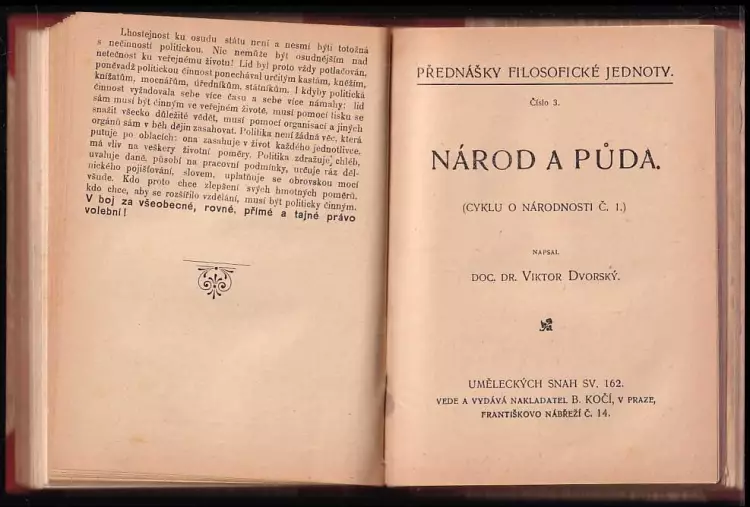 Lhostejnost ku osudu státu není a nesmí býti totožná
s nečinností politickou. Nic nemůže býť osudnějším nad
netečnost ku veřejnému životu! Lid byl proto vždy potlačován,
poněvadž politickou činnost ponechával určitým kastám, kněžím,
knížatům, mocnářům, úředníkům, státníkům. I kdyby politická
činnost vyžadovala sebe více času a sebe více námahy: lid
sám musí být činným ve veřejném životě, musí pomocí tisku se
snažit všecko důležité vědět, musí pomocí organisací a jiných
orgánů sám v běh dějin zasahovat. Politika není žádná věc, která
putuje po oblacích: ona zasahuje v život každého jednotlivce,
má vliv na veškery životní poměry. Politika zdražuje chléb,
uvaluje daně, působí na pracovní podmínky, určuje ráz děl-
nického pojišťování, slovem, uplatňuje se obrovskou mocí
všude. Kdo proto chce zlepšení svých hmotných poměrů,
kdo chce, aby se rozšířilo vzdělání, musí být politicky činným.
V boj za všeobecné, rovné, přímé a tajné právo
volební!
PŘEDNÁŠKY FILOSOFICKÉ JEDNOTY.
Číslo 3.
NÁROD A PŮDA.
(CYKLU O NÁRODNOSTI Č. 1.)
NAPSAL
DOC. DR. VIKTOR DVORSKÝ.
UMĚLECKÝCH SNAH SV. 162.
VEDE A VYDÁVÁ NAKLADATEL B. KOČÍ, V PRAZE,
FRANTIŠKOVO NÁBŘEŽÍ Č. 14.